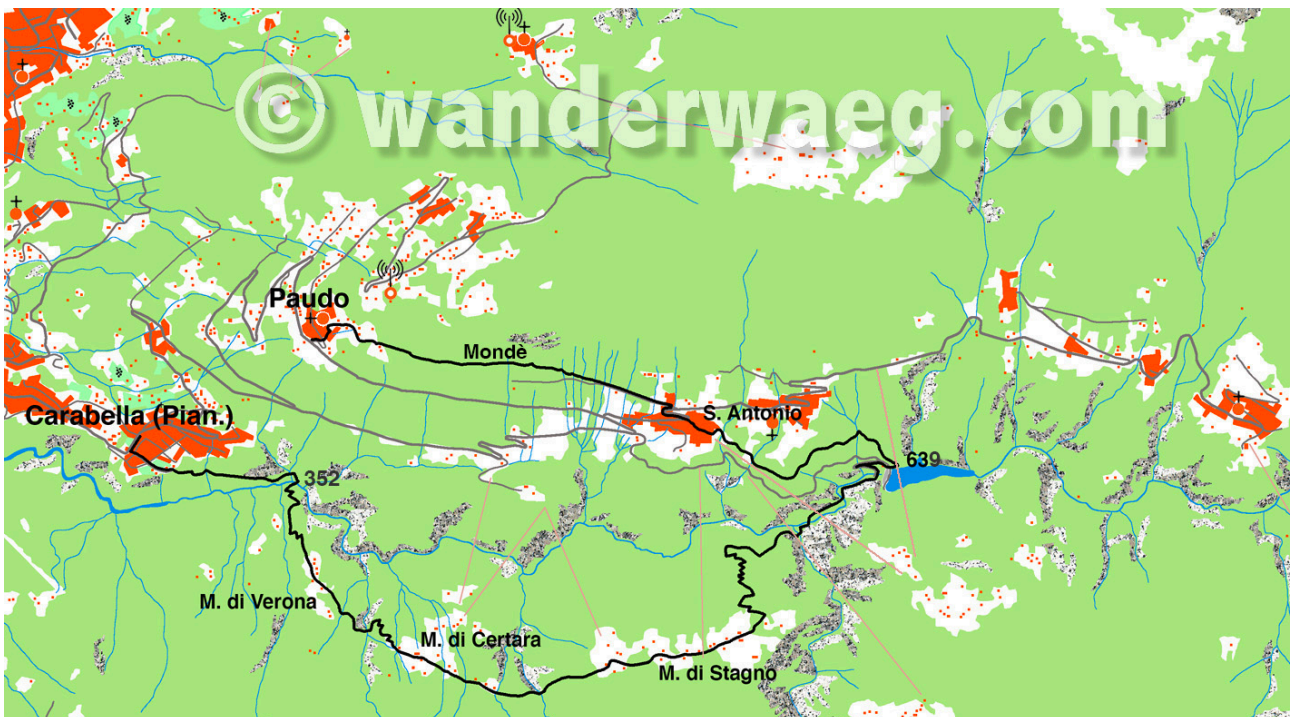 © wanderwaeg.com
Paudo
Mondè
Carabella (Pian.)
S. Antonio
639
352
M. di Verona
M. di Certara
M. di Stagno